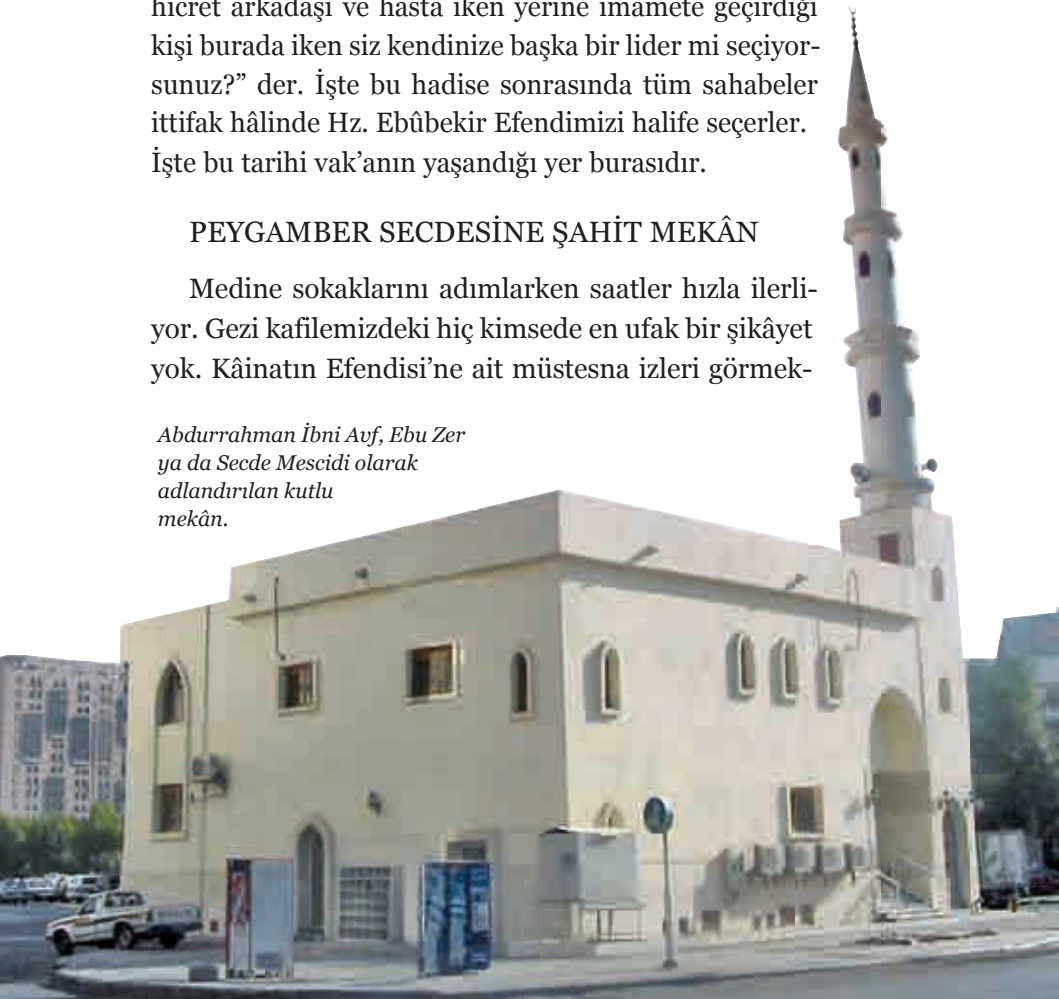 hicret arkadaşı ve hasta iken yerine imamete geçirdiği
kişi burada iken siz kendinize başka bir lider mi seçiyor-
sunuz?” der. İşte bu hadise sonrasında tüm sahabeler
ittifak hâlinde Hz. Ebûbekir Efendimizi halife seçerler.
İşte bu tarihi vak’anın yaşandığı yer burasıdır.
PEYGAMBER SECDESİNE ŞAHİT MEKÂN
Medine sokaklarını adımlarken saatler hızla ilerli-
yor. Gezi kafilemizdeki hiç kimsede en ufak bir şikâyet
yok. Kâinatın Efendisi’ne ait müstesna izleri görmek-
Abdurrahman İbni Avf, Ebu Zer
ya da Secde Mescidi olarak
adlandırılan kutlu
mekân.